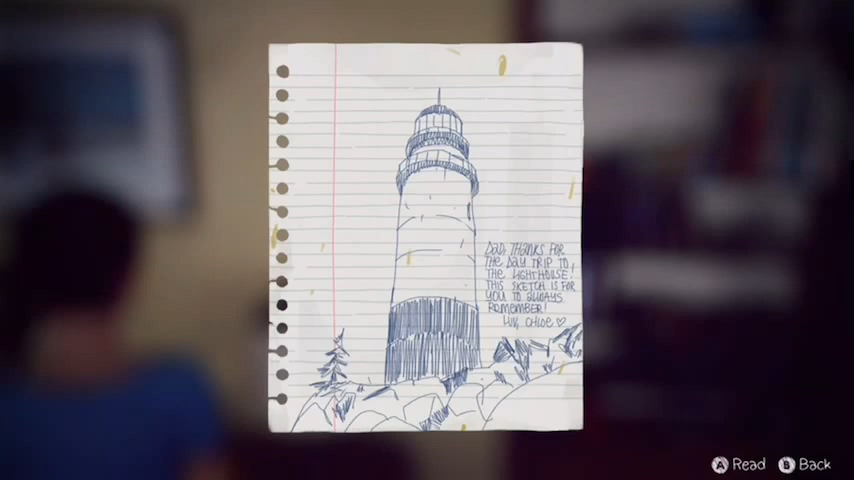 Dad, Thanks for
the day trip to
the lighthouse!
This sketch is for
you to always
remember!
Luv, Chloe ♡
A Read B Back